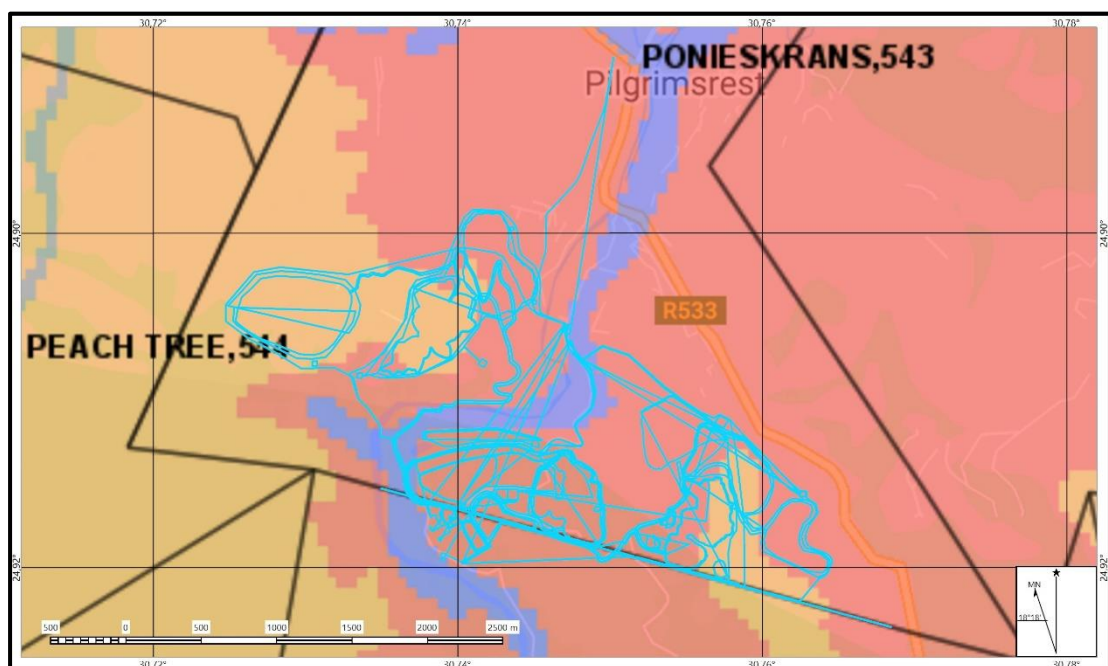 30,72° 30,74° 30,76° 30,78°
PONIESKRANS,543
Pilgrimsrest
24,90° 24,90°
R533
PEACH TREE,544
24,92° 24,92°
MN
18°18'
500 0 500 1000 1500 2000 2500 m
30,72° 30,74° 30,76° 30,78°